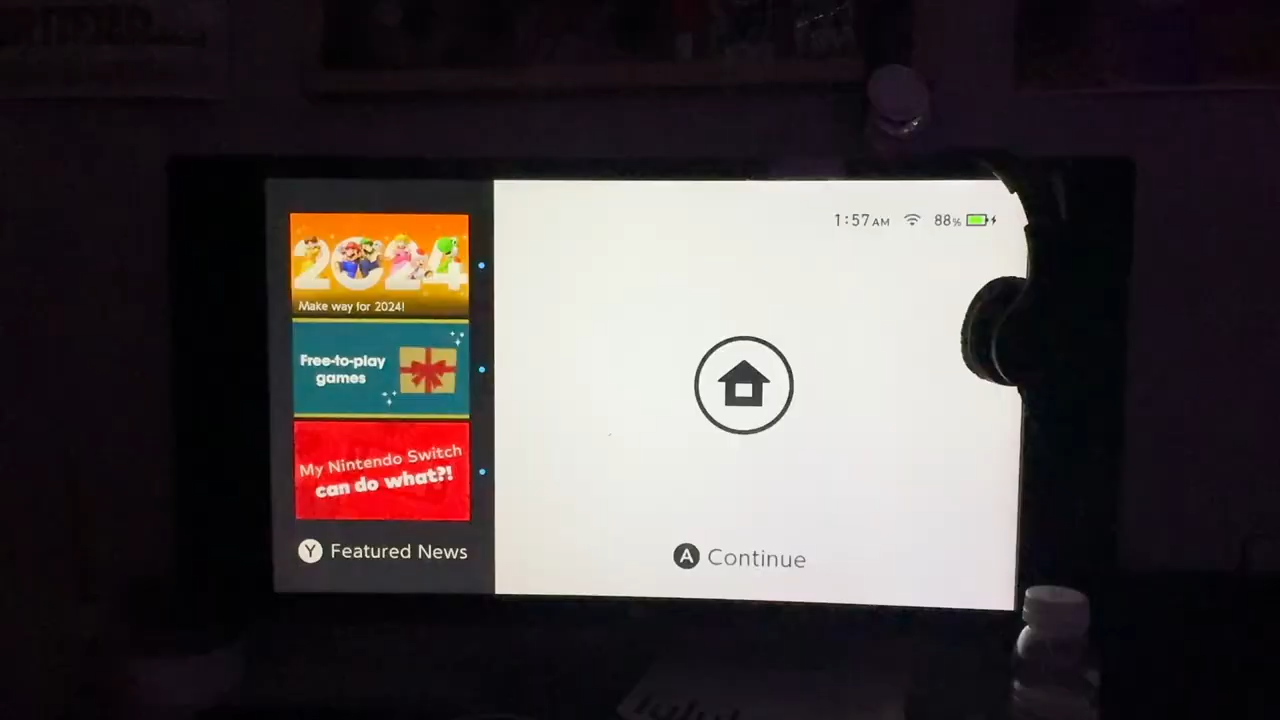 2024
Make way for 2024!
Free-to-play
games
My Nintendo Switch
can do what?!
Y Featured News
1:57 AM 88%
A Continue